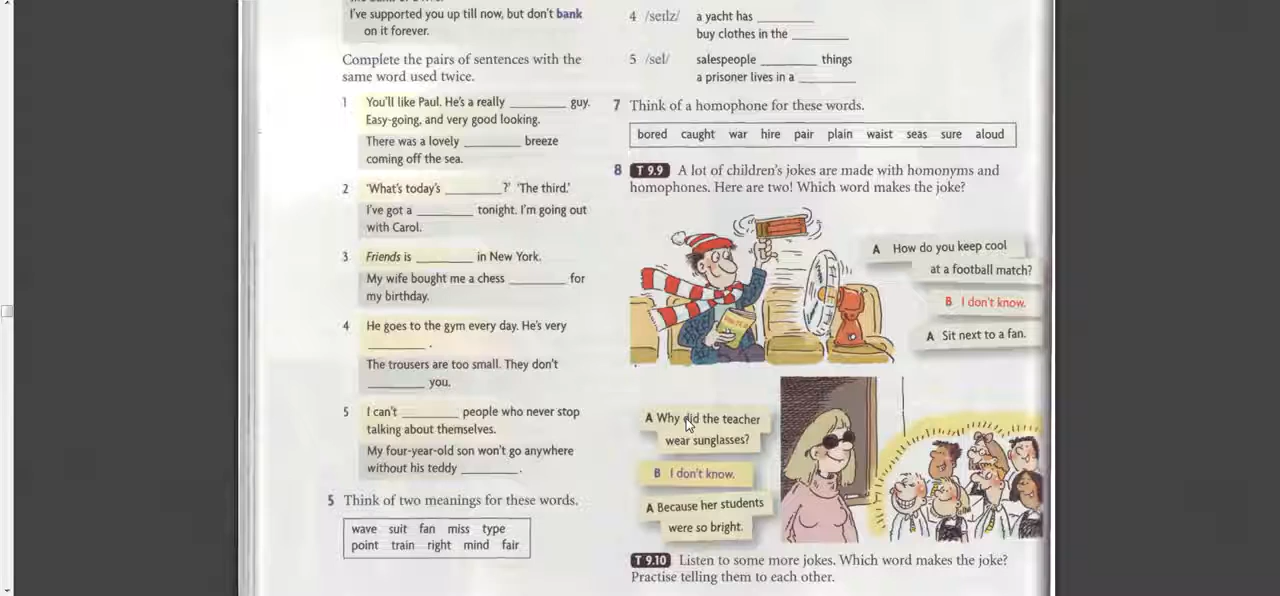 I've supported you up till now, but don't bank
on it forever.
Complete the pairs of sentences with the
same word used twice.
1 You'll like Paul. He's a really ________ guy.
Easy-going, and very good looking.
There was a lovely ________ breeze
coming off the sea.
2 'What's today's ________?' 'The third.'
I've got a ________ tonight. I'm going out
with Carol.
3 Friends is ________ in New York.
My wife bought me a chess ________ for
my birthday.
4 He goes to the gym every day. He's very
________ .
The trousers are too small. They don't
________ you.
5 I can't ________ people who never stop
talking about themselves.
My four-year-old son won't go anywhere
without his teddy ________ .
5 Think of two meanings for these words.
wave suit fan miss type
point train right mind fair
4 /seɪlz/ a yacht has ________
buy clothes in the ________
5 /sel/ salespeople ________ things
a prisoner lives in a ________
7 Think of a homophone for these words.
bored caught war hire pair plain waist seas sure aloud
8 T 9.9 A lot of children's jokes are made with homonyms and
homophones. Here are two! Which word makes the joke?
A How do you keep cool
at a football match?
B I don't know.
A Sit next to a fan.
A Why did the teacher
wear sunglasses?
B I don't know.
A Because her students
were so bright.
T 9.10 Listen to some more jokes. Which word makes the joke?
Practise telling them to each other.